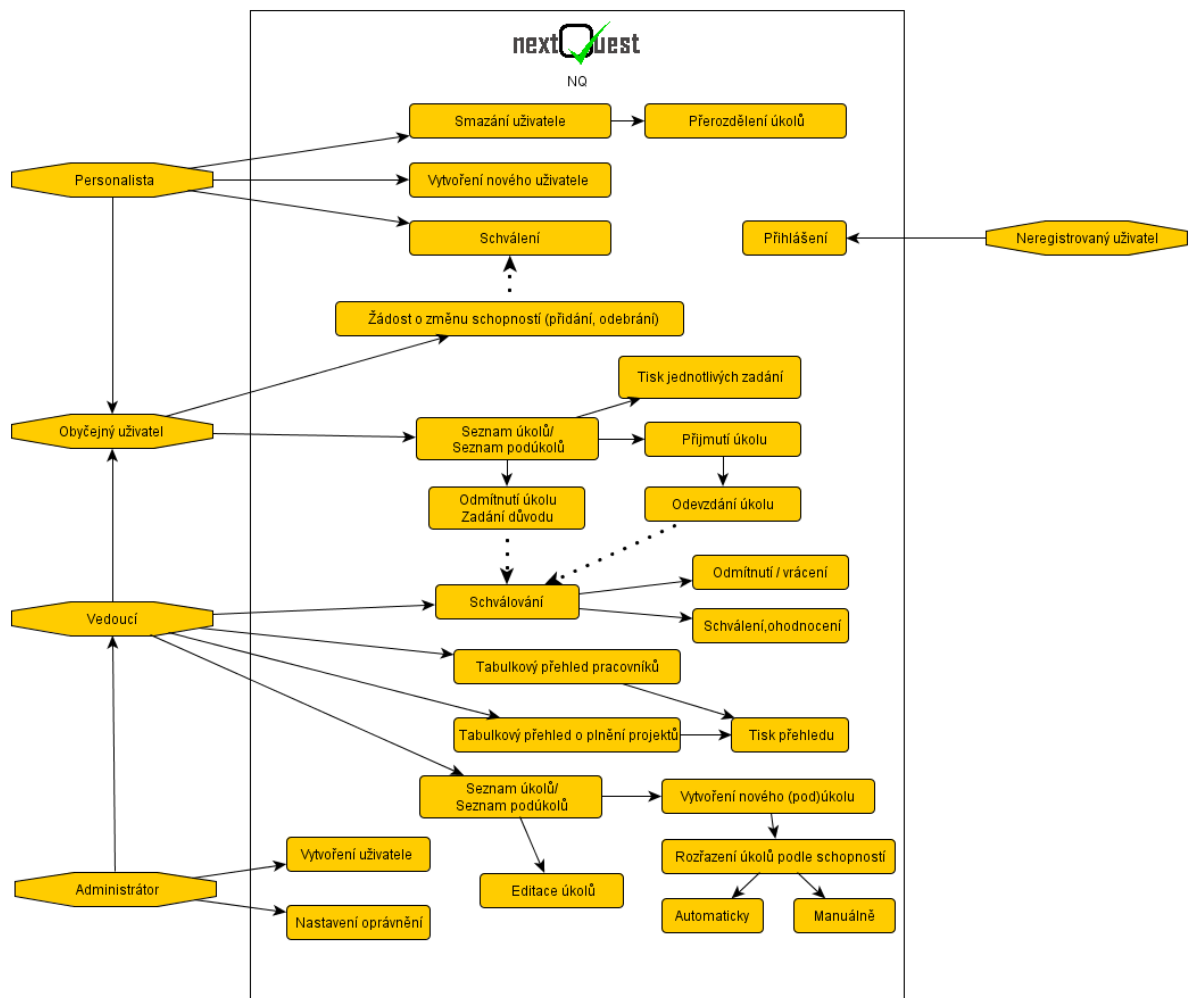 nextQuest
NQ
Smazání uživatele
Přerozdělení úkolů
Personalista
Vytvoření nového uživatele
Schválení
Přihlášení
Neregistrovaný uživatel
Žádost o změnu schopností (přidání, odebrání)
Tisk jednotlivých zadání
Obyčejný uživatel
Seznam úkolů/
Seznam podúkolů
Přijmutí úkolu
Odmítnutí úkolu
Zadání důvodu
Odevzdání úkolu
Odmítnutí / vrácení
Schvalování
Vedoucí
Schválení,ohodnocení
Tabulkový přehled pracovníků
Tabulkový přehled o plnění projektů
Tisk přehledu
Seznam úkolů/
Seznam podúkolů
Vytvoření nového (pod)úkolu
Vytvoření uživatele
Rozřazení úkolů podle schopností
Administrátor
Editace úkolů
Nastavení oprávnění
Automaticky
Manuálně